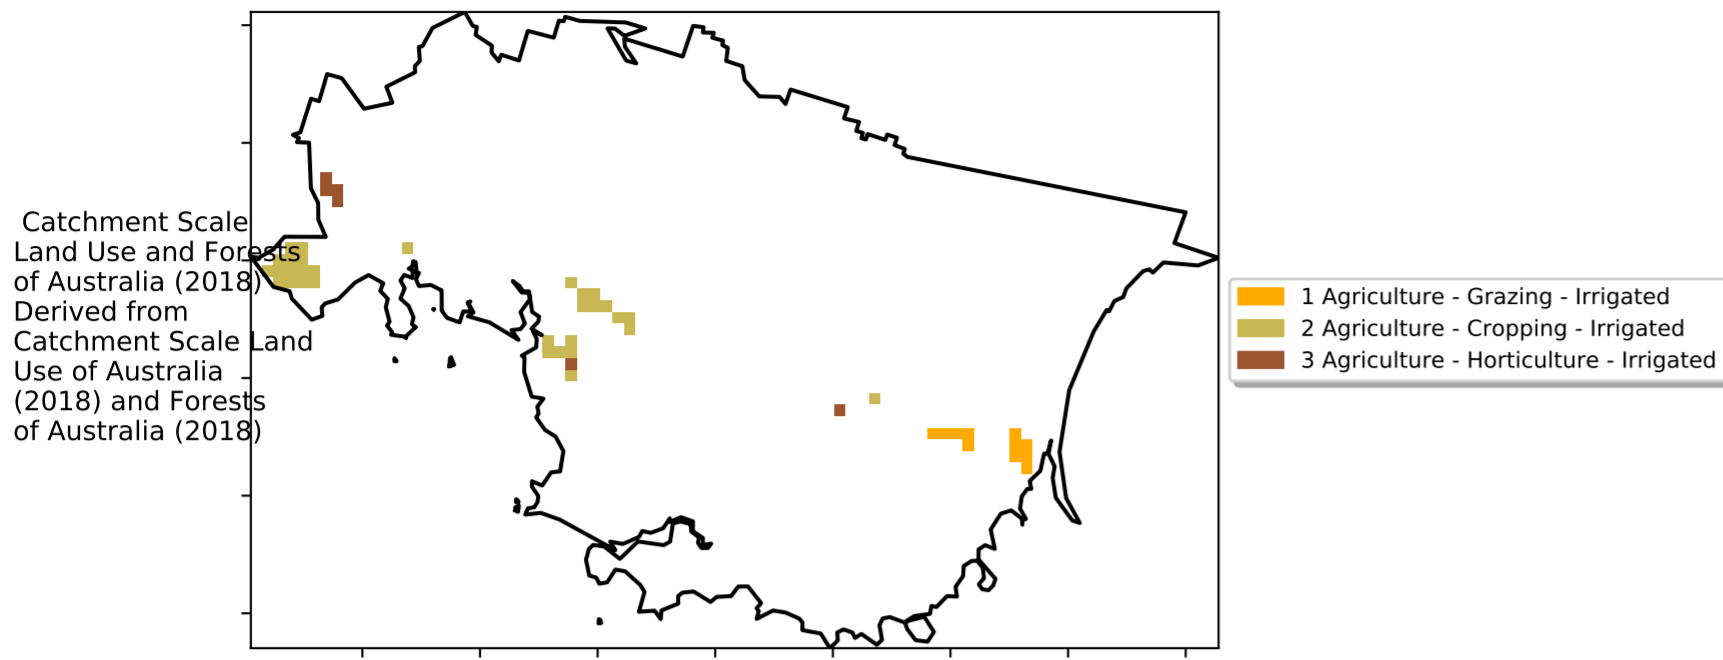 Catchment Scale
Land Use and Forests
of Australia (2018)
Derived from
Catchment Scale Land
Use of Australia
(2018) and Forests
of Australia (2018)
1 Agriculture - Grazing - Irrigated
2 Agriculture - Cropping - Irrigated
3 Agriculture - Horticulture - Irrigated